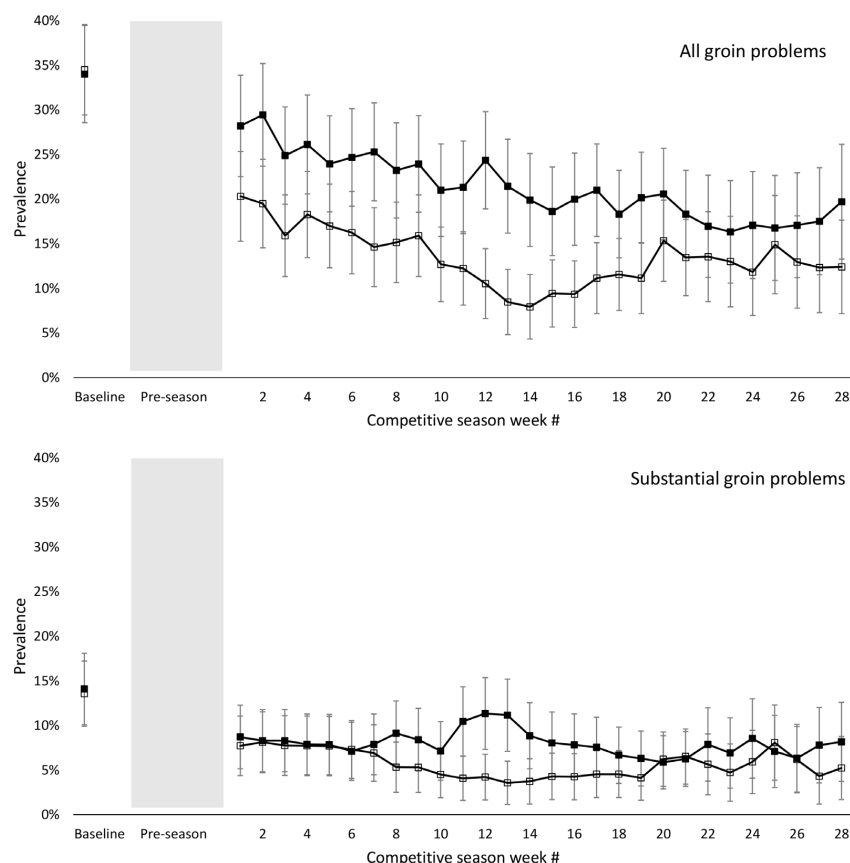 All groin problems
Prevalence
40%
35%
30%
25%
20%
15%
10%
5%
0%
Baseline Pre-season 2 4 6 8 10 12 14 16 18 20 22 24 26 28
Competitive season week #
Substantial groin problems
Prevalence
40%
35%
30%
25%
20%
15%
10%
5%
0%
Baseline Pre-season 2 4 6 8 10 12 14 16 18 20 22 24 26 28
Competitive season week #